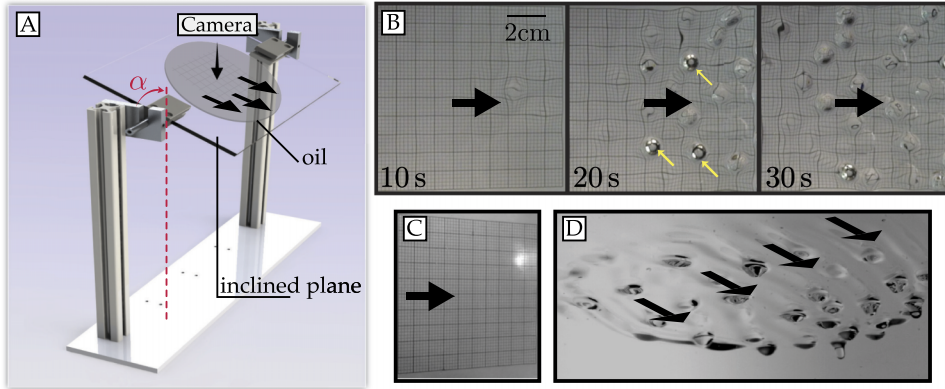 A
Camera
α
oil
inclined plane
B
2cm
10 s
20 s
30 s
C
D